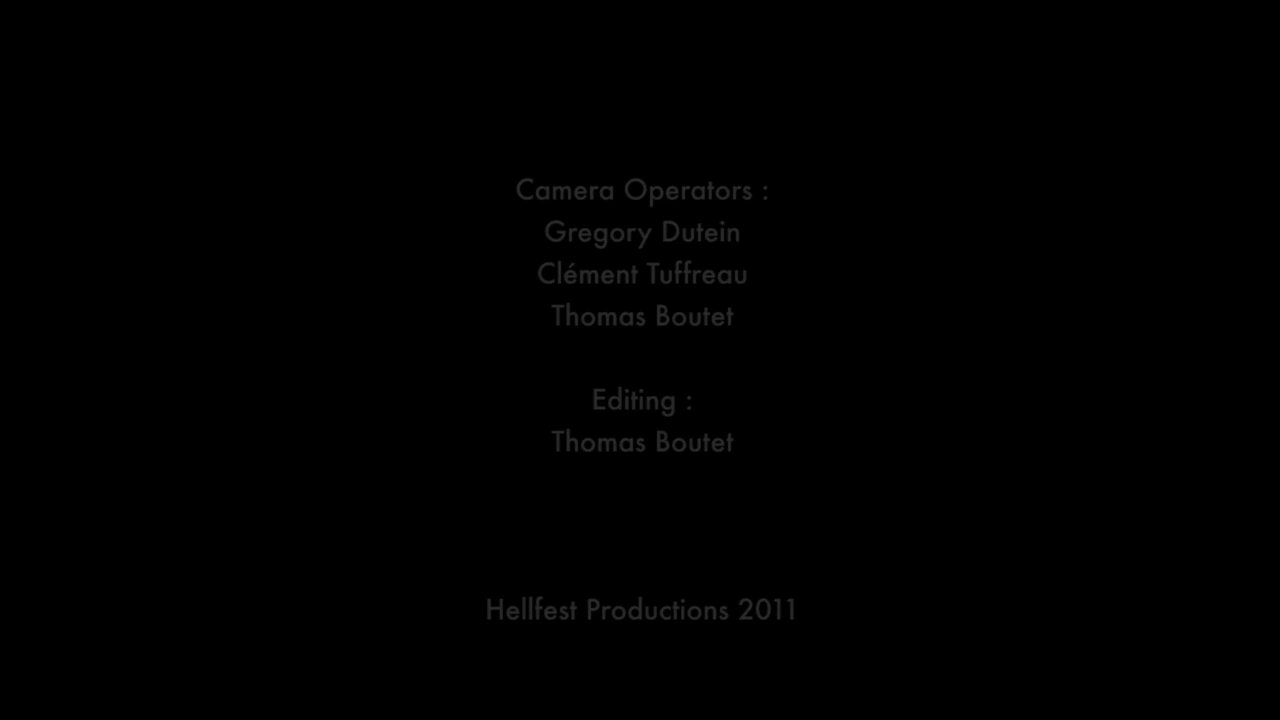 Camera Operators :
Gregory Dutein
Clément Tuffreau
Thomas Boutet
Editing :
Thomas Boutet
Hellfest Productions 2011